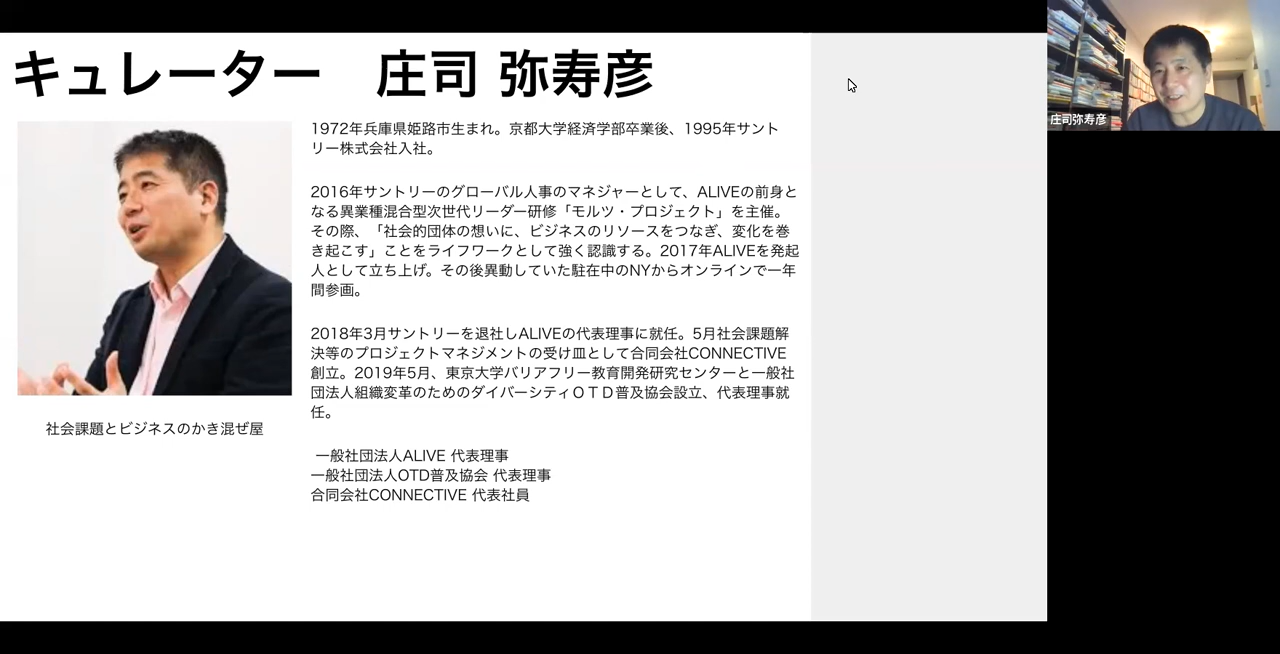 キュレーター　庄司 弥寿彦
庄司弥寿彦
1972年兵庫県姫路市生まれ。京都大学経済学部卒業後、1995年サント
リー株式会社入社。
2016年サントリーのグローバル人事のマネジャーとして、ALIVEの前身と
なる異業種混合型次世代リーダー研修「モルツ・プロジェクト」を主催。
その際、「社会的団体の想いに、ビジネスのリソースをつなぎ、変化を巻
き起こす」ことをライフワークとして強く認識する。2017年ALIVEを発起
人として立ち上げ。その後異動していた駐在中のNYからオンラインで一年
間参画。
2018年3月サントリーを退社しALIVEの代表理事に就任。5月社会課題解
決等のプロジェクトマネジメントの受け皿として合同会社CONNECTIVE
創立。2019年5月、東京大学バリアフリー教育開発研究センターと一般社
団法人組織変革のためのダイバーシティＯＴＤ普及協会設立、代表理事就
任。
社会課題とビジネスのかき混ぜ屋
一般社団法人ALIVE 代表理事
一般社団法人OTD普及協会 代表理事
合同会社CONNECTIVE 代表社員